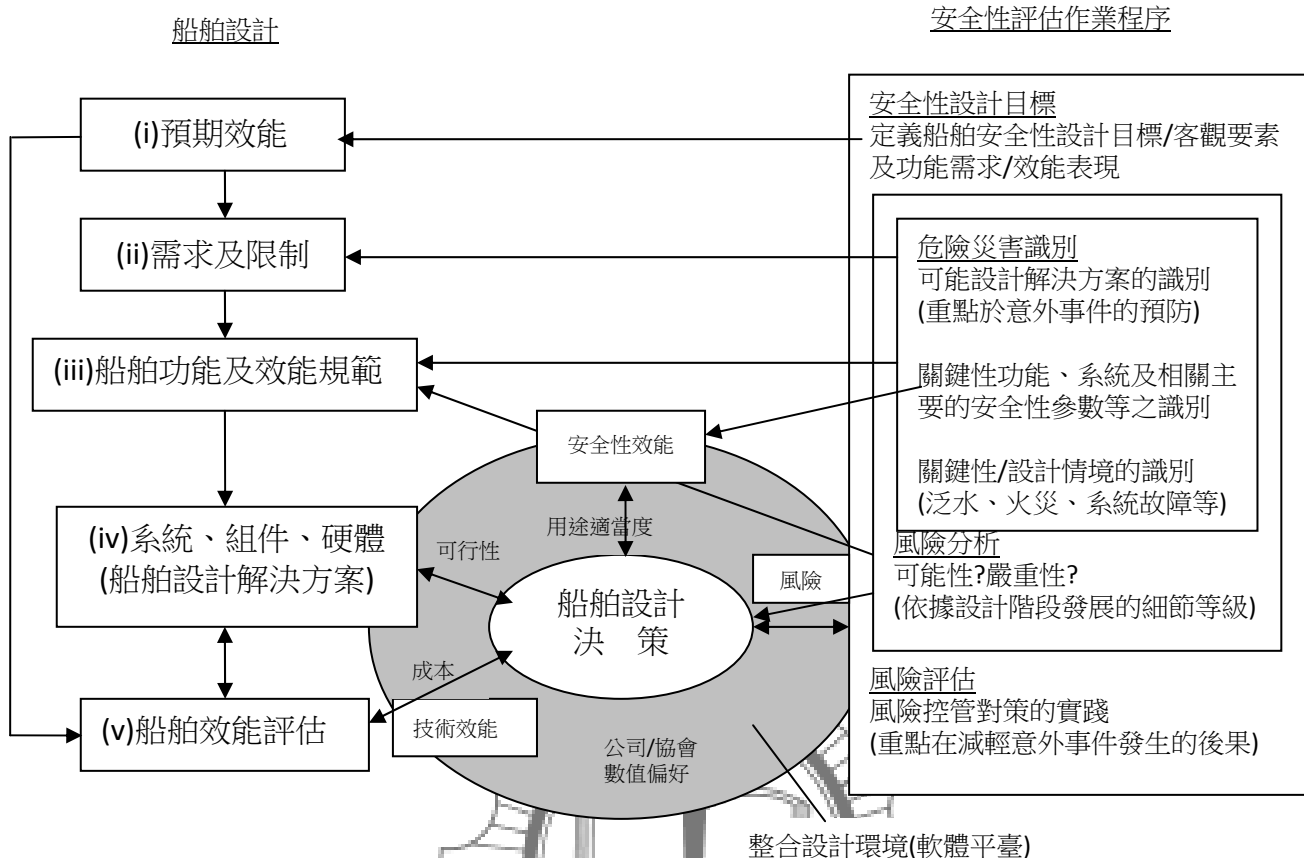 船舶設計
安全性評估作業程序
(i)預期效能
(ii)需求及限制
(iii)船舶功能及效能規範
(iv)系統、組件、硬體
(船舶設計解決方案)
(v)船舶效能評估
安全性效能
用途適當度
可行性
風險
船舶設計
決 策
成本
技術效能
公司/協會
數值偏好
安全性設計目標
定義船舶安全性設計目標/客觀要素
及功能需求/效能表現
危險災害識別
可能設計解決方案的識別
(重點於意外事件的預防)
關鍵性功能、系統及相關主
要的安全性參數等之識別
關鍵性/設計情境的識別
(泛水、火災、系統故障等)
風險分析
可能性?嚴重性?
(依據設計階段發展的細節等級)
風險評估
風險控管對策的實踐
(重點在減輕意外事件發生的後果)
整合設計環境(軟體平臺)